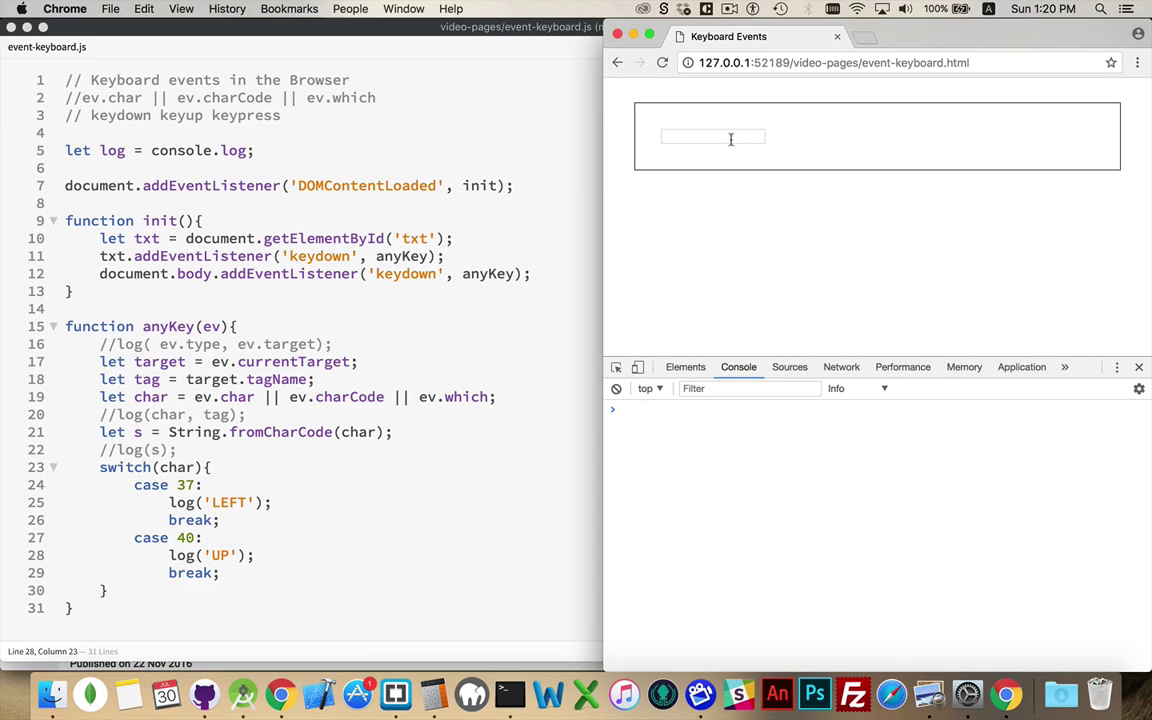 Chrome File Edit View History Bookmarks People Window Help
100% Sun 1:20 PM
video-pages/event-keyboard.js (
event-keyboard.js
1 // Keyboard events in the Browser
2 //ev.char || ev.charCode || ev.which
3 // keydown keyup keypress
4
5 let log = console.log;
6
7 document.addEventListener('DOMContentLoaded', init);
8
9 function init(){
10 let txt = document.getElementById('txt');
11 txt.addEventListener('keydown', anyKey);
12 document.body.addEventListener('keydown', anyKey);
13 }
14
15 function anyKey(ev){
16 //log( ev.type, ev.target);
17 let target = ev.currentTarget;
18 let tag = target.tagName;
19 let char = ev.char || ev.charCode || ev.which;
20 //log(char, tag);
21 let s = String.fromCharCode(char);
22 //log(s);
23 switch(char){
24 case 37:
25 log('LEFT');
26 break;
27 case 40:
28 log('UP');
29 break;
30 }
31 }
Line 28, Column 23 — 31 Lines
Published on 22 Nov 2016
Keyboard Events
127.0.0.1:52189/video-pages/event-keyboard.html
Elements Console Sources Network Performance Memory Application »
top Filter Info
>
JUL
30
1
An
Ps
Fz